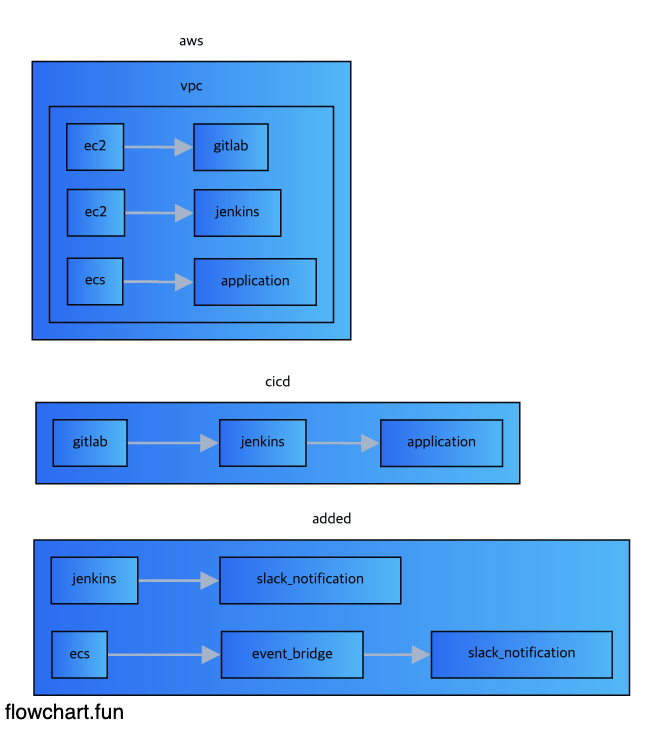 aws
vpc
ec2 gitlab
ec2 jenkins
ecs application
cicd
gitlab jenkins application
added
jenkins slack_notification
ecs event_bridge slack_notification
flowchart.fun